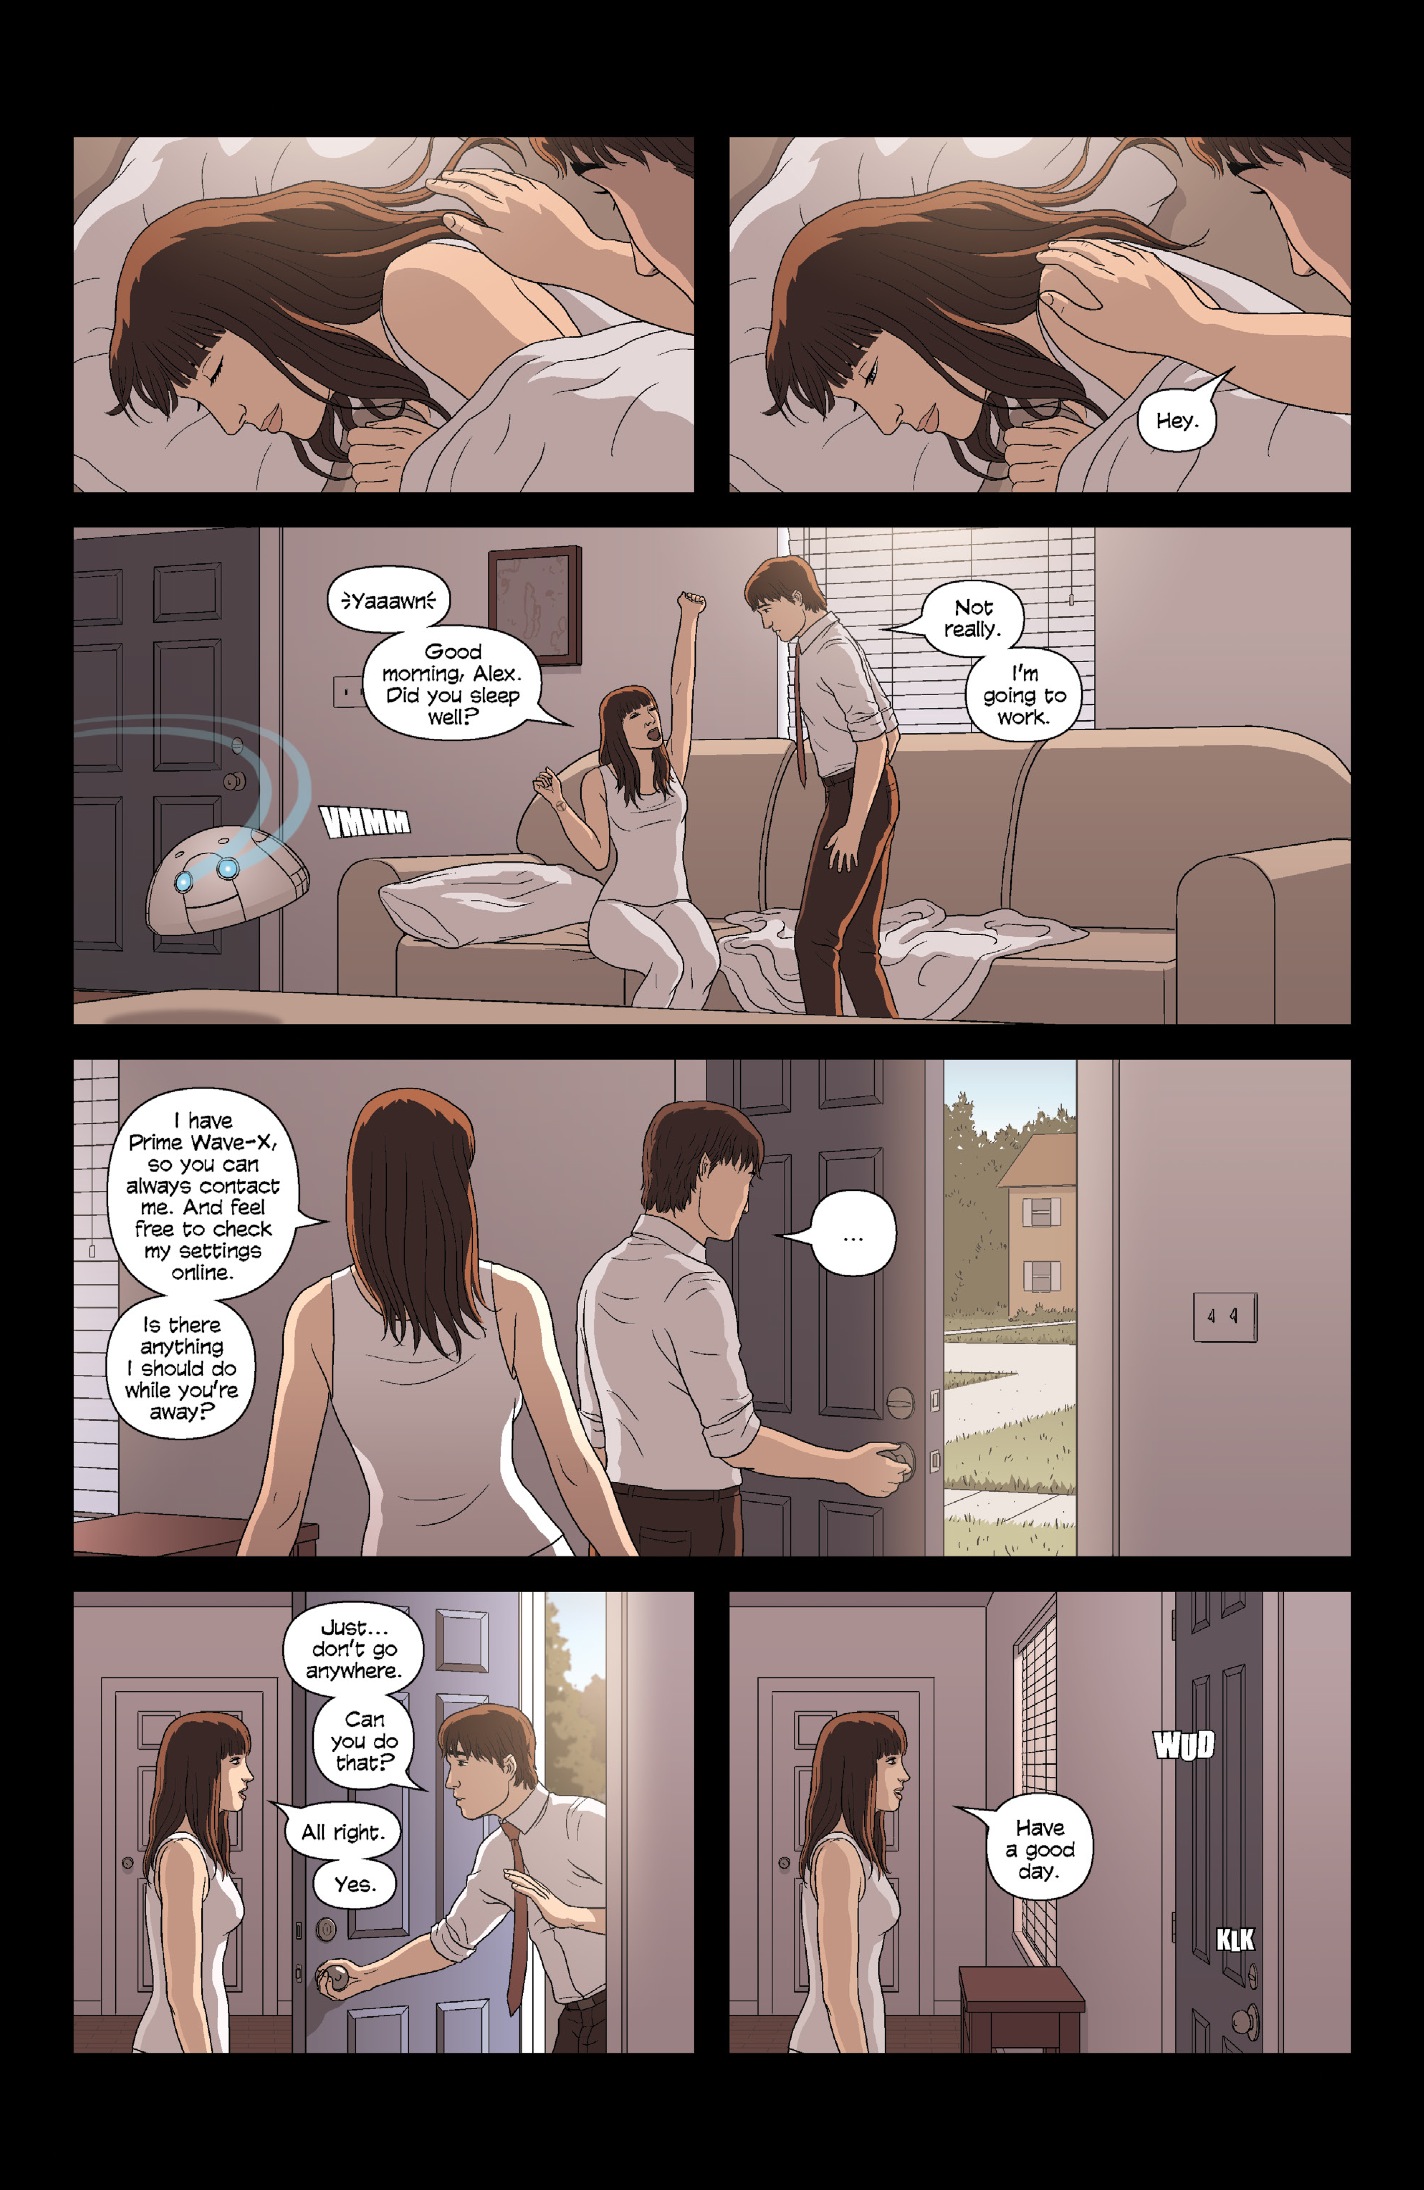 Hey.
Yaaawn
Good
morning, Alex.
Did you sleep
well?
Not
really.
I'm
going to
work.
VMMM
I have
Prime Wave-X,
so you can
always contact
me. And feel
free to check
my settings
online.
Is there
anything
I should do
while you're
away?
...
Just...
don't go
anywhere.
Can
you do
that?
All right.
Yes.
WUD
Have
a good
day.
KLK